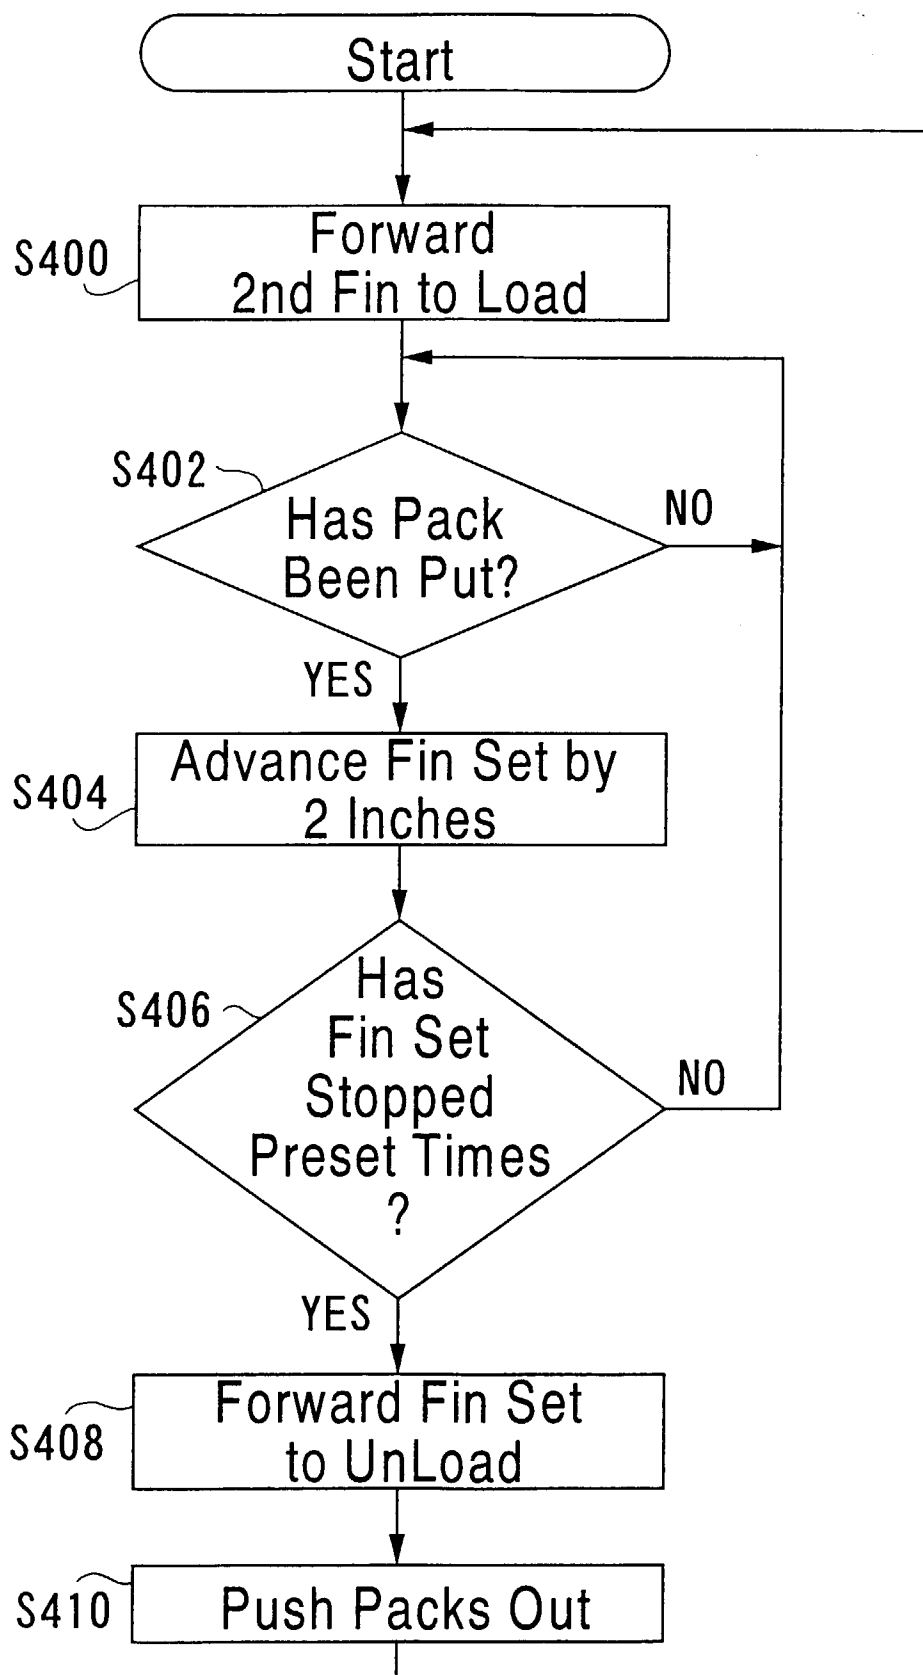 Start
S400
Forward
2nd Fin to Load
S402
Has Pack
Been Put?
NO
YES
S404
Advance Fin Set by
2 Inches
S406
Has
Fin Set
Stopped
Preset Times
?
NO
YES
S408
Forward Fin Set
to UnLoad
S410
Push Packs Out